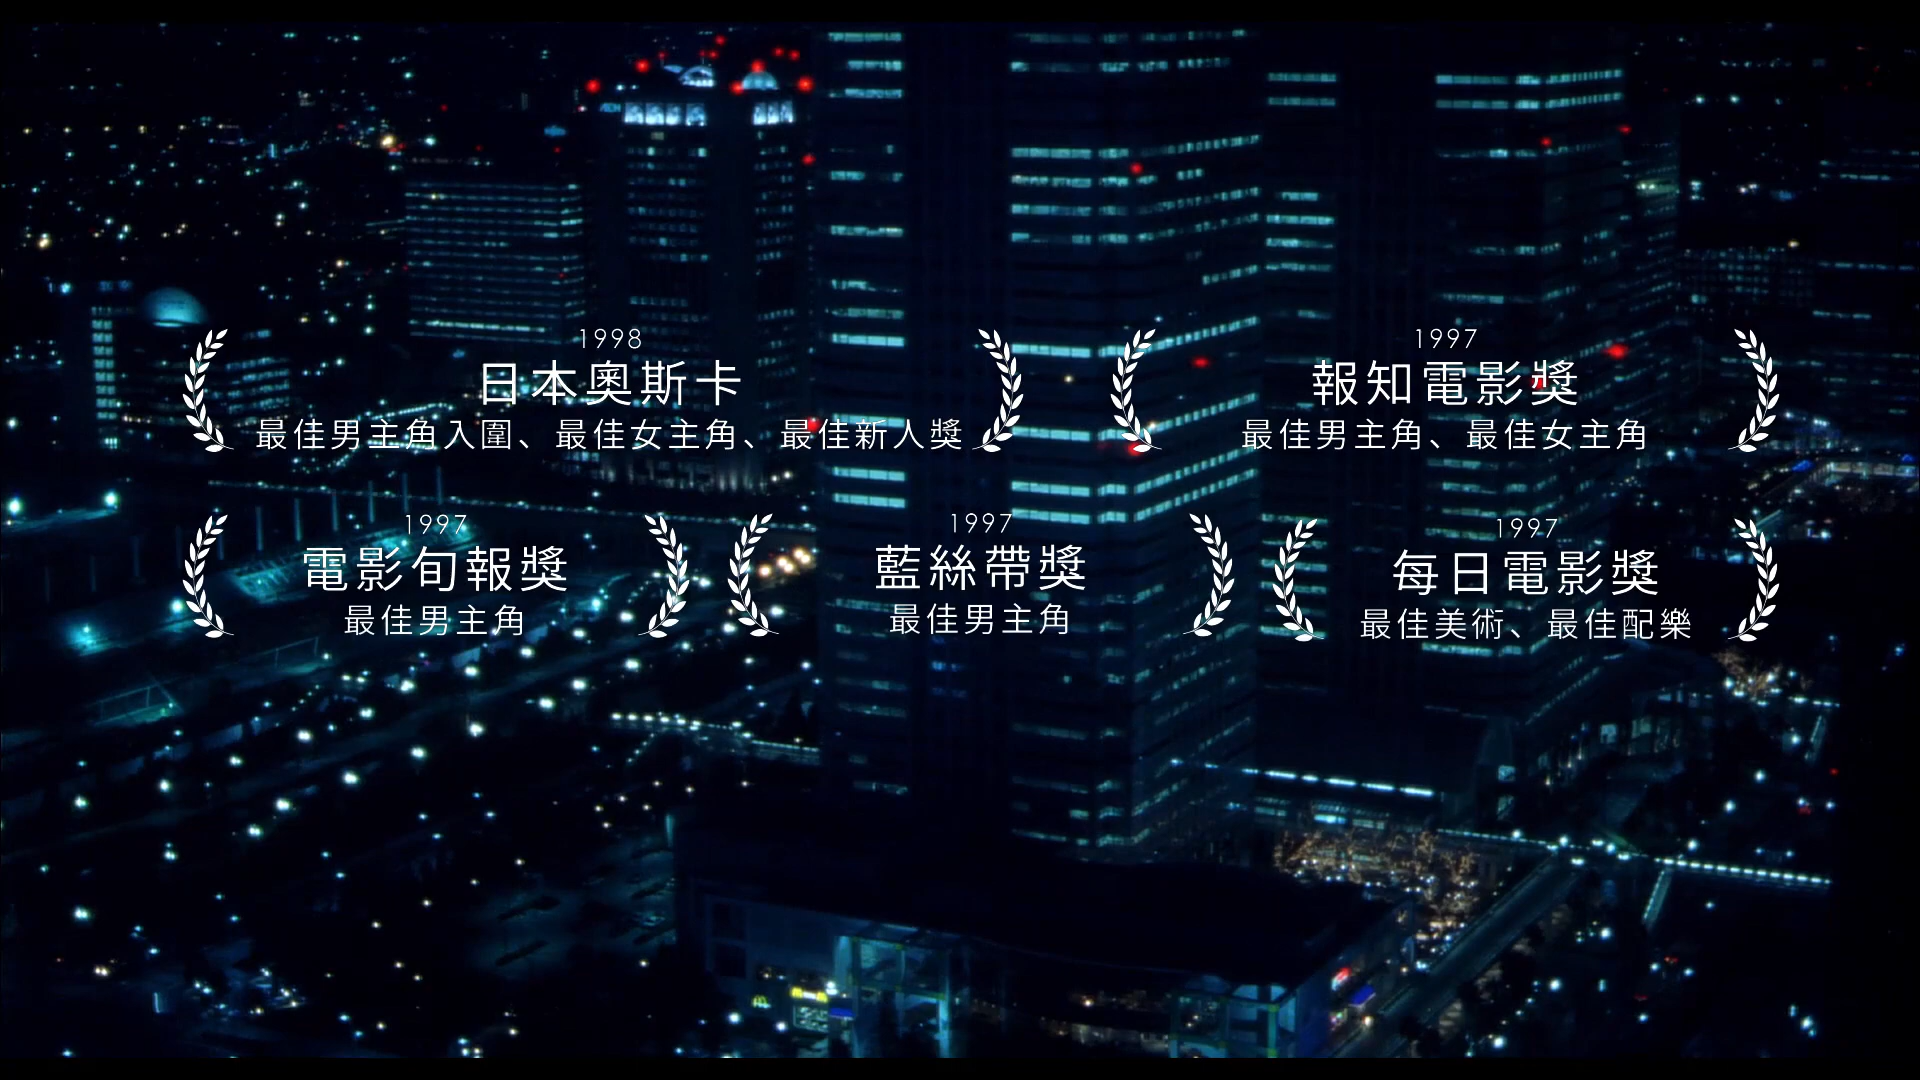 1998
日本奧斯卡
最佳男主角入圍、最佳女主角、最佳新人獎
1997
報知電影獎
最佳男主角、最佳女主角
1997
電影旬報獎
最佳男主角
1997
藍絲帶獎
最佳男主角
1997
每日電影獎
最佳美術、最佳配樂